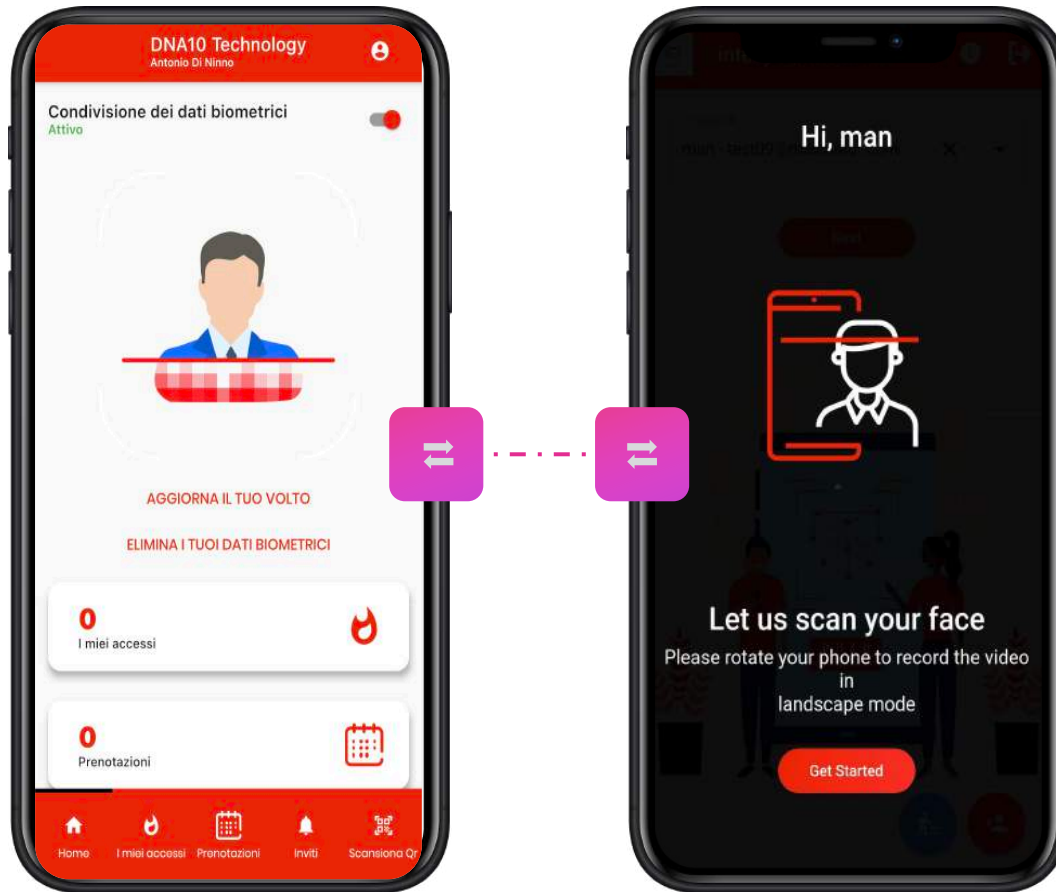 DNA10 Technology
Antonio Di Ninno
Condivisione dei dati biometrici
Attivo
AGGIORNA IL TUO VOLTO
ELIMINA I TUOI DATI BIOMETRICI
0
I miei accessi
0
Prenotazioni
Home
I miei accessi
Prenotazioni
Inviti
Scansiona Qr
Hi, man
Next
Let us scan your face
Please rotate your phone to record the video
in
landscape mode
Get Started